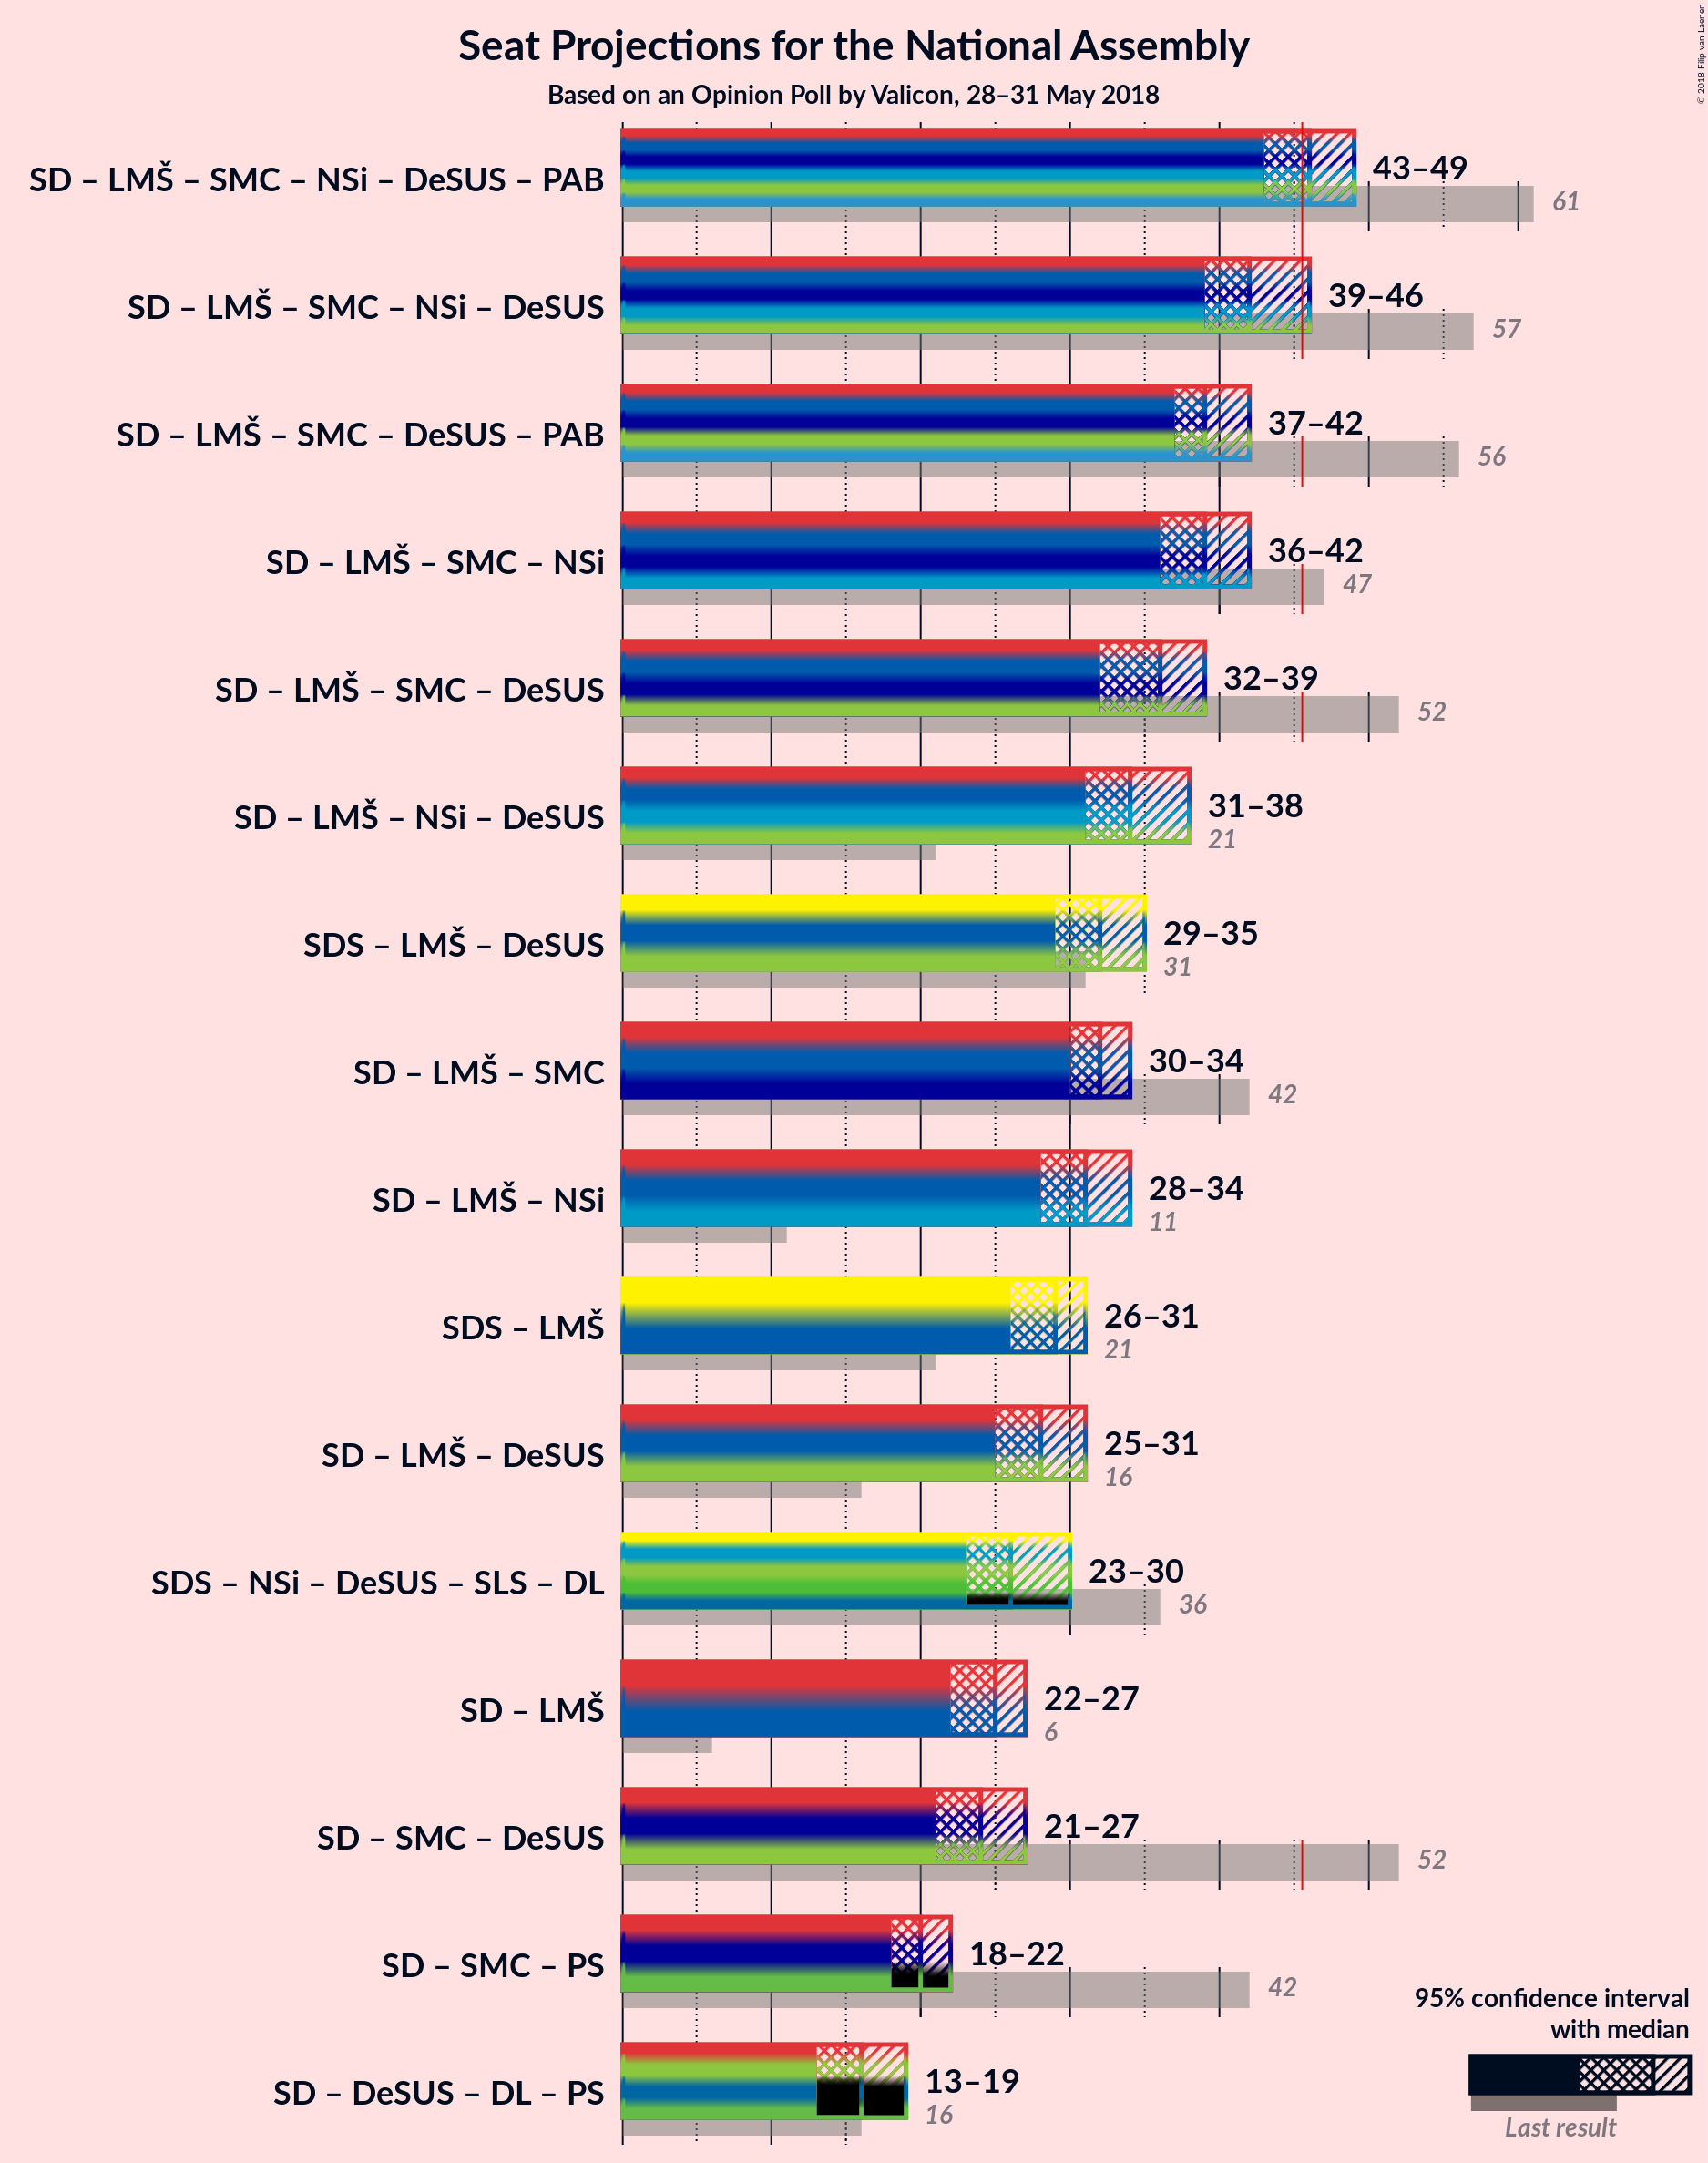 Seat Projections for the National Assembly
Based on an Opinion Poll by Valicon, 28–31 May 2018
© 2018 Filip van Laenen
SD – LMŠ – SMC – NSi – DeSUS – PAB
43–49
61
SD – LMŠ – SMC – NSi – DeSUS
39–46
57
SD – LMŠ – SMC – DeSUS – PAB
37–42
56
SD – LMŠ – SMC – NSi
36–42
47
SD – LMŠ – SMC – DeSUS
32–39
52
SD – LMŠ – NSi – DeSUS
31–38
21
SDS – LMŠ – DeSUS
29–35
31
SD – LMŠ – SMC
30–34
42
SD – LMŠ – NSi
28–34
11
SDS – LMŠ
26–31
21
SD – LMŠ – DeSUS
25–31
16
SDS – NSi – DeSUS – SLS – DL
23–30
36
SD – LMŠ
22–27
6
SD – SMC – DeSUS
21–27
52
SD – SMC – PS
18–22
42
SD – DeSUS – DL – PS
13–19
16
95% confidence interval
with median
Last result